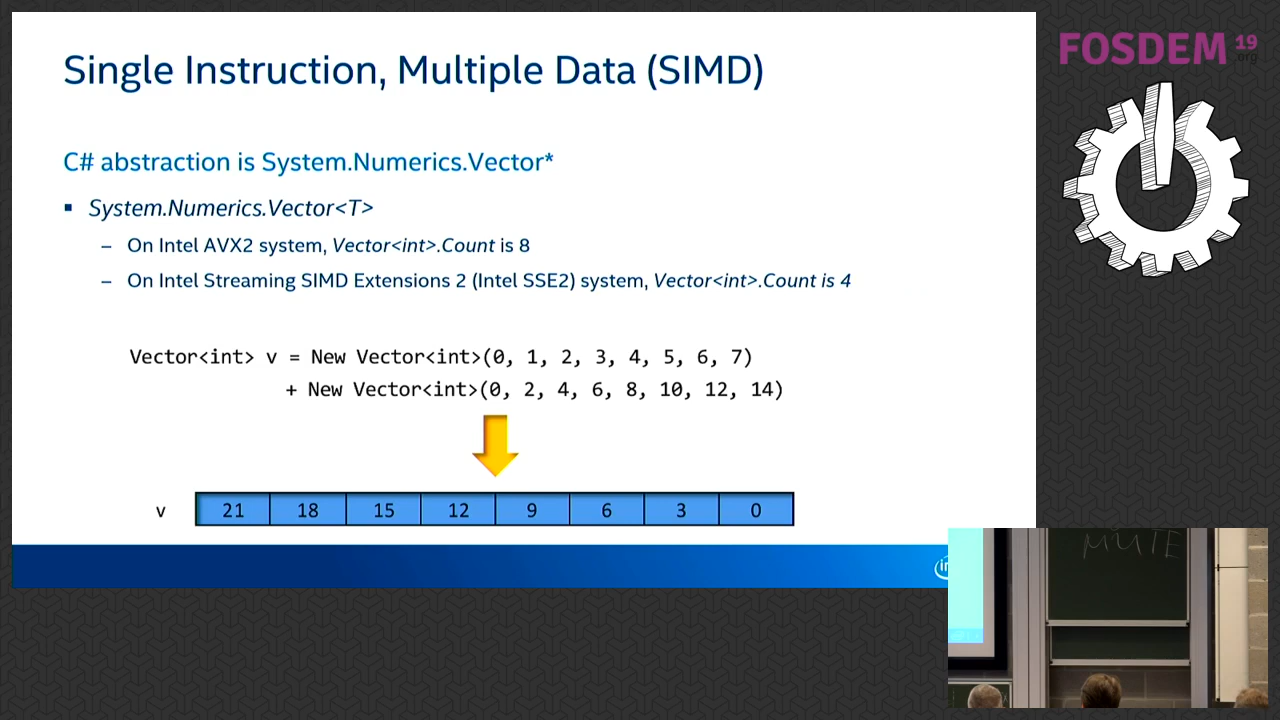 Single Instruction, Multiple Data (SIMD)
FOSDEM 19
.org
C# abstraction is System.Numerics.Vector*
▪ System.Numerics.Vector<T>
– On Intel AVX2 system, Vector<int>.Count is 8
– On Intel Streaming SIMD Extensions 2 (Intel SSE2) system, Vector<int>.Count is 4
Vector<int> v = New Vector<int>(0, 1, 2, 3, 4, 5, 6, 7)
+ New Vector<int>(0, 2, 4, 6, 8, 10, 12, 14)
v 21 18 15 12 9 6 3 0
MUTE